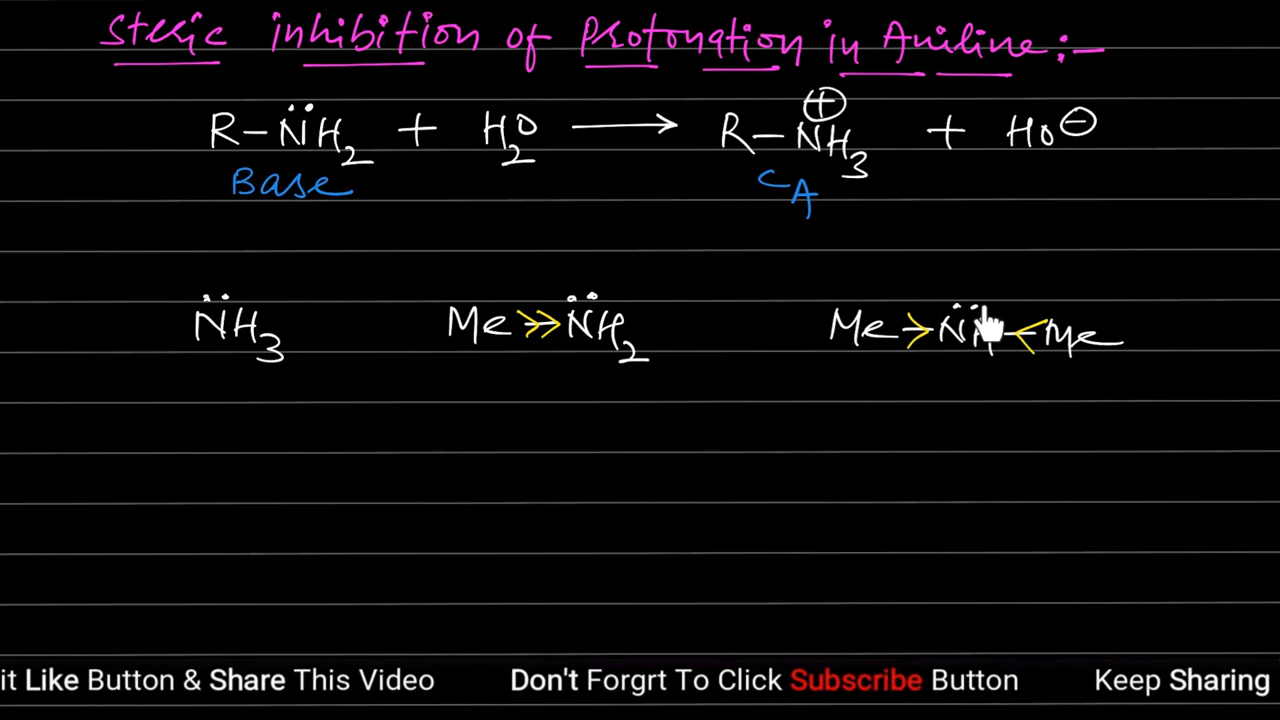 Steric inhibition of Protonation in Aniline:-
R-N̈H₂ + H₂O ⟶ R-NH₃⊕ + HO⊖
Base CA
N̈H₃ Me≫N̈H₂ Me>N̈H<Me
it Like Button & Share This Video Don't Forgrt To Click Subscribe Button Keep Sharing